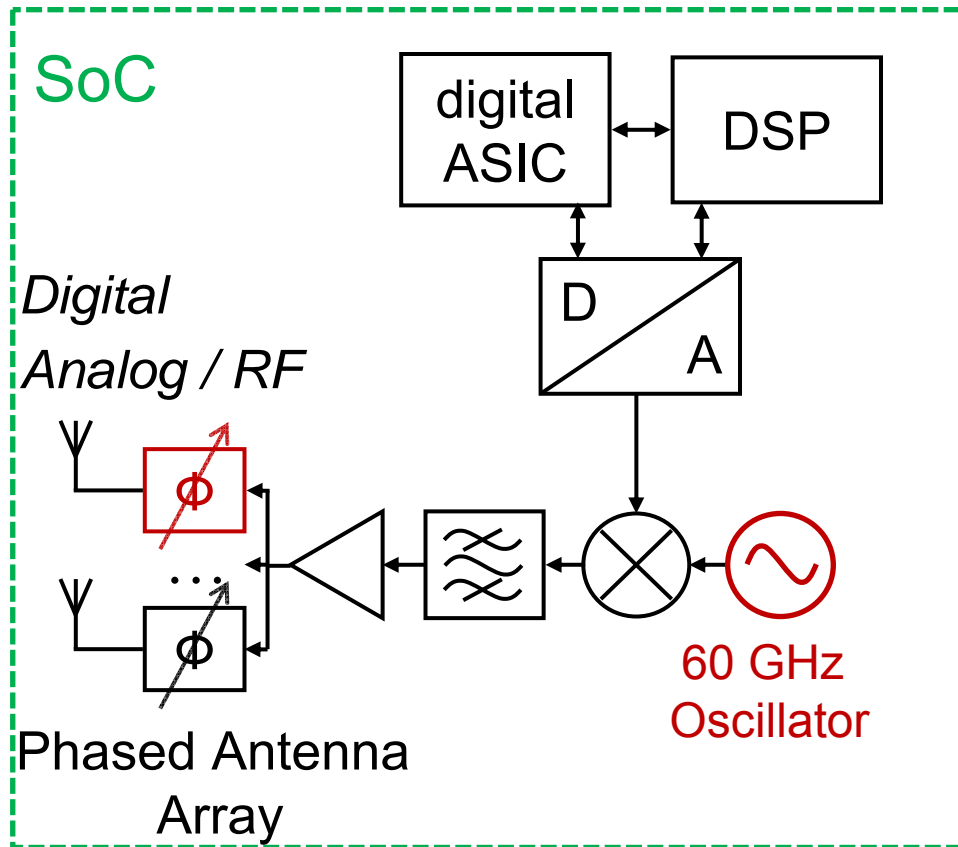 SoC
digital
ASIC
DSP
D
A
Digital
Analog / RF
Φ
...
Φ
60 GHz
Oscillator
Phased Antenna
Array